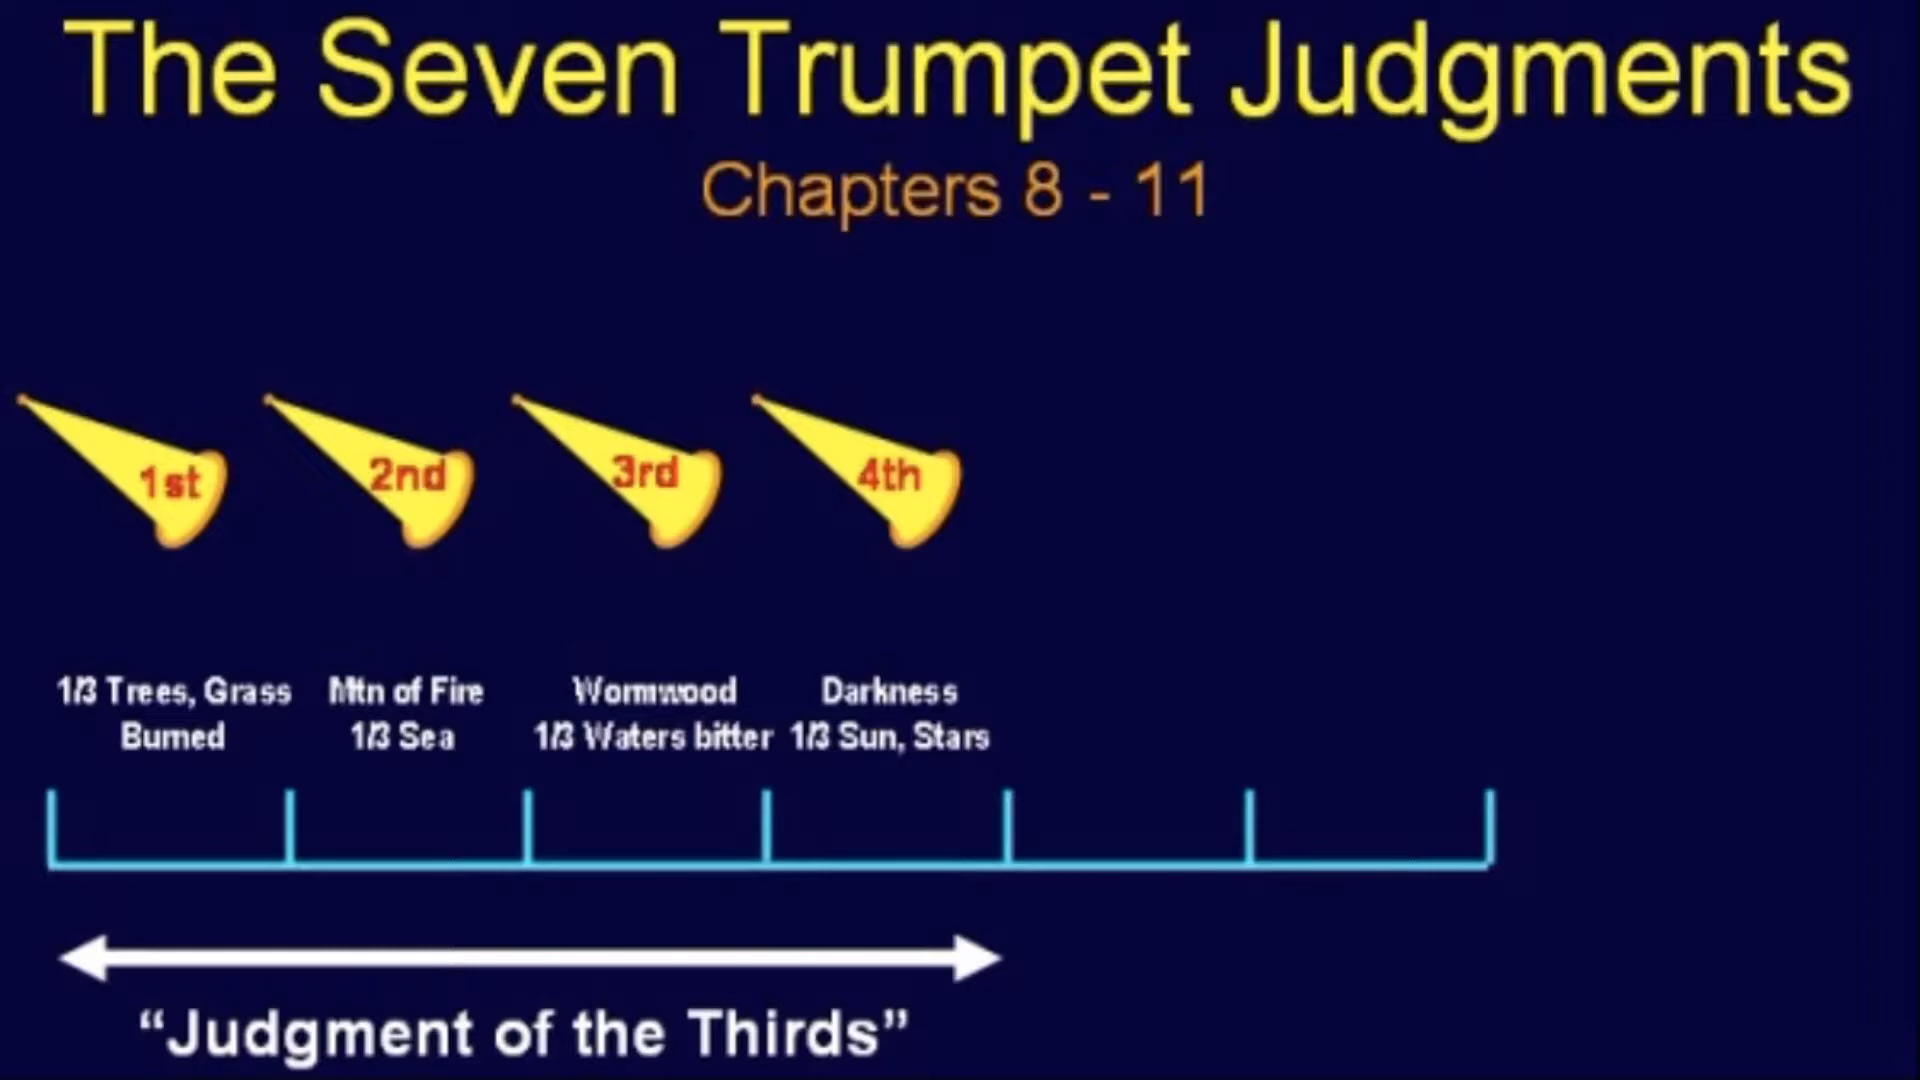 The Seven Trumpet Judgments
Chapters 8 - 11
1st 2nd 3rd 4th
1/3 Trees, Grass Mtn of Fire Wormwood Darkness
Burned 1/3 Sea 1/3 Waters bitter 1/3 Sun, Stars
“Judgment of the Thirds”